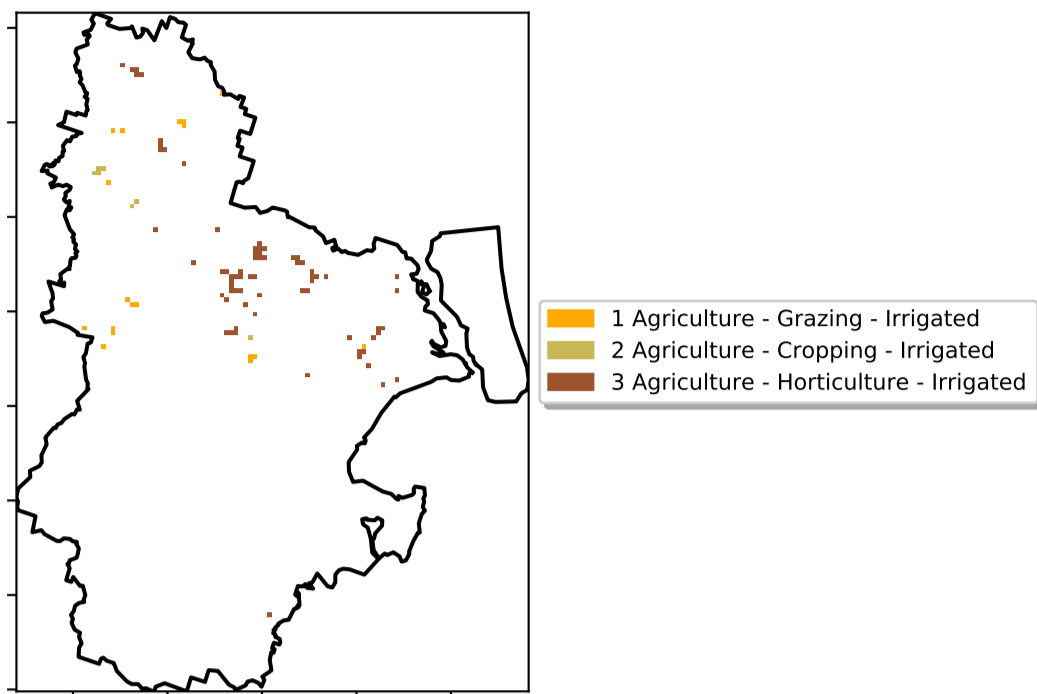 1 Agriculture - Grazing - Irrigated
2 Agriculture - Cropping - Irrigated
3 Agriculture - Horticulture - Irrigated